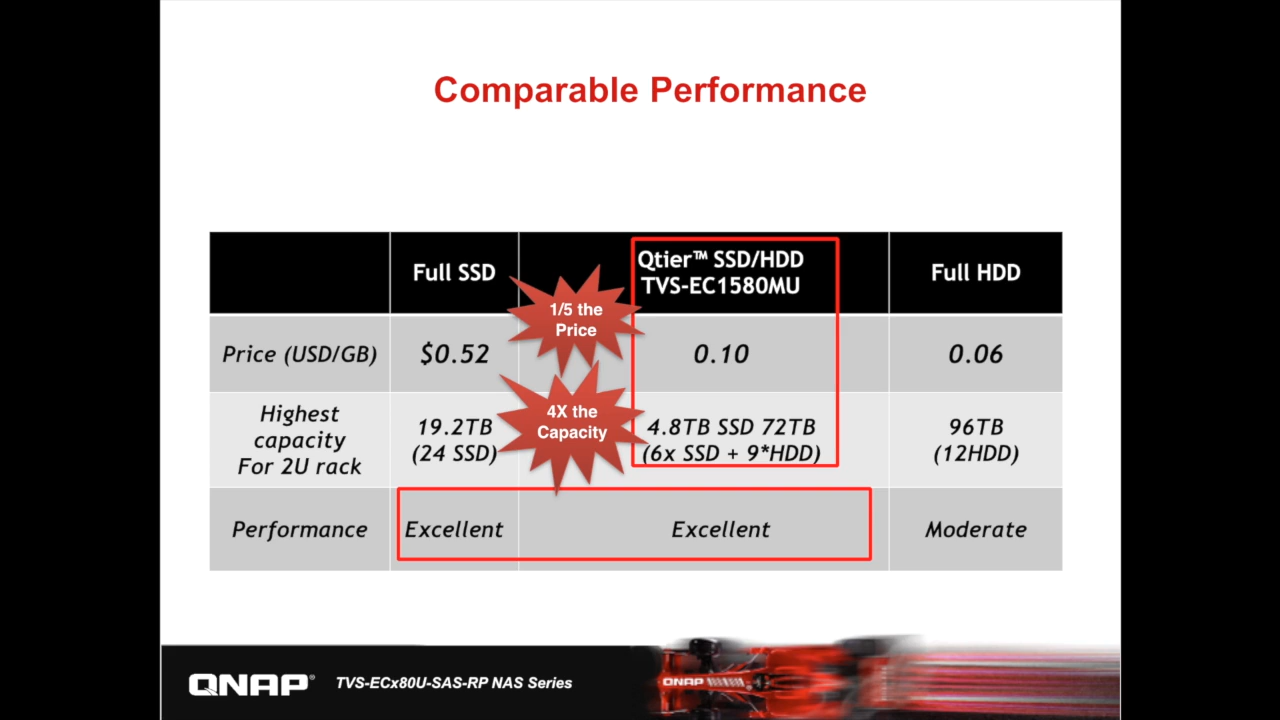 Comparable Performance
Full SSD
Qtier™ SSD/HDD
TVS-EC1580MU
Full HDD
1/5 the
Price
Price (USD/GB)
$0.52
0.10
0.06
Highest
capacity
For 2U rack
19.2TB
(24 SSD)
4X the
Capacity
4.8TB SSD 72TB
(6x SSD + 9*HDD)
96TB
(12HDD)
Performance
Excellent
Excellent
Moderate
QNAP®
TVS-ECx80U-SAS-RP NAS Series
QNAP